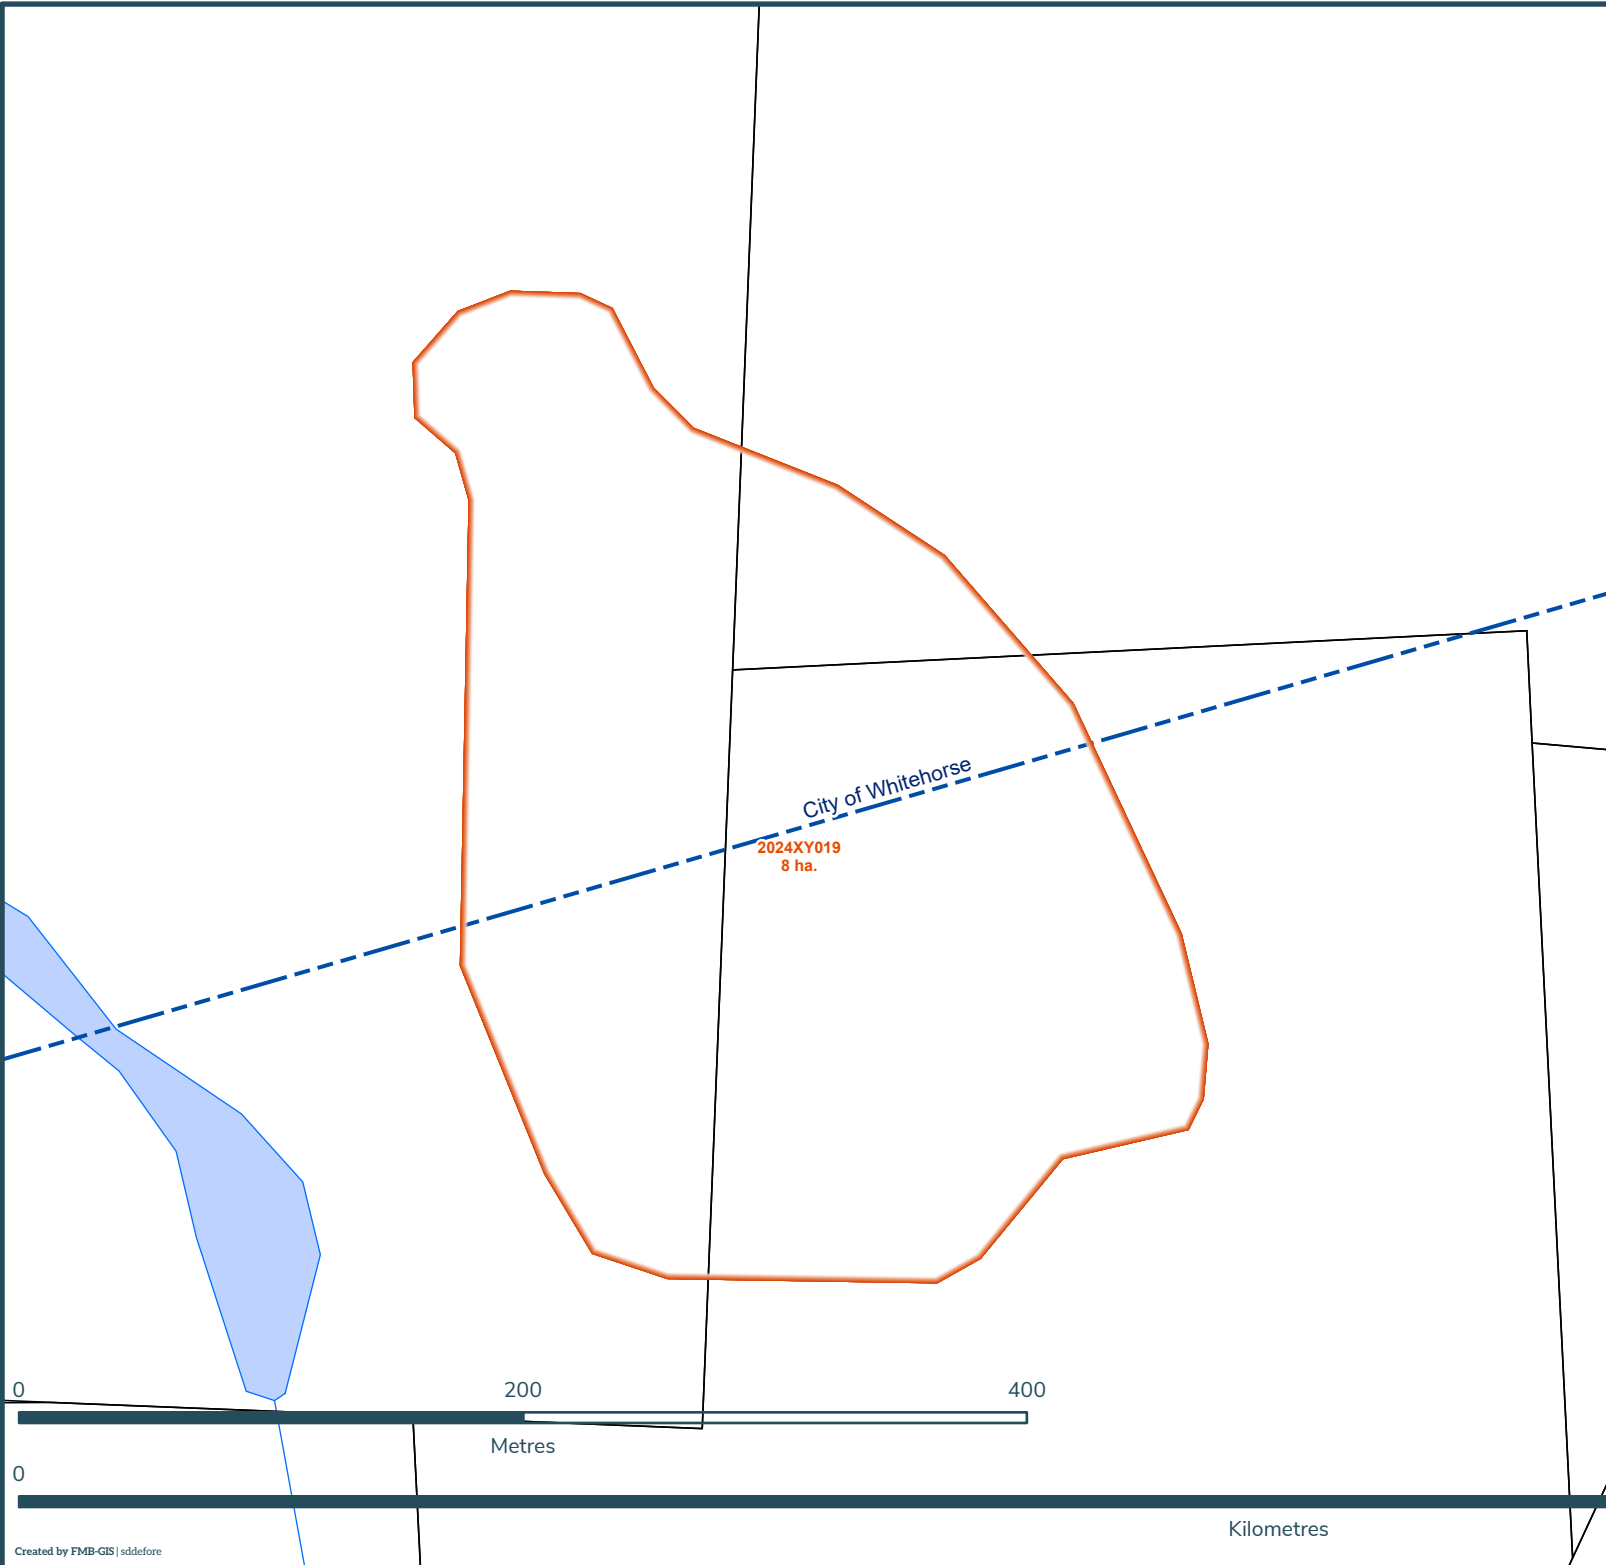 City of Whitehorse
2024XY019
8 ha.
0 200 400
Metres
0
Kilometres
Created by FMB-GIS | sddefore